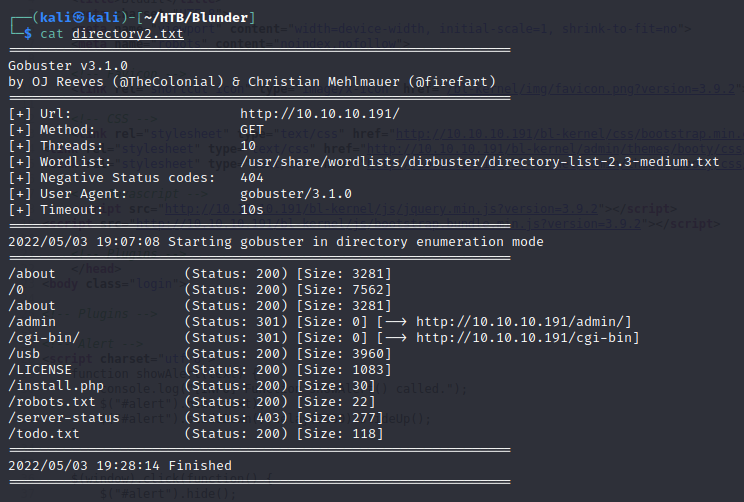 (kali㉿kali)-[~/HTB/Blunder]
$ cat directory2.txt
===============================================================
Gobuster v3.1.0
by OJ Reeves (@TheColonial) & Christian Mehlmauer (@firefart)
===============================================================
[+] Url: http://10.10.10.191/
[+] Method: GET
[+] Threads: 10
[+] Wordlist: /usr/share/wordlists/dirbuster/directory-list-2.3-medium.txt
[+] Negative Status codes: 404
[+] User Agent: gobuster/3.1.0
[+] Timeout: 10s
===============================================================
2022/05/03 19:07:08 Starting gobuster in directory enumeration mode
===============================================================
/about (Status: 200) [Size: 3281]
/0 (Status: 200) [Size: 7562]
/about (Status: 200) [Size: 3281]
/admin (Status: 301) [Size: 0] [--> http://10.10.10.191/admin/]
/cgi-bin/ (Status: 301) [Size: 0] [--> http://10.10.10.191/cgi-bin]
/usb (Status: 200) [Size: 3960]
/LICENSE (Status: 200) [Size: 1083]
/install.php (Status: 200) [Size: 30]
/robots.txt (Status: 200) [Size: 22]
/server-status (Status: 403) [Size: 277]
/todo.txt (Status: 200) [Size: 118]
===============================================================
2022/05/03 19:28:14 Finished
===============================================================